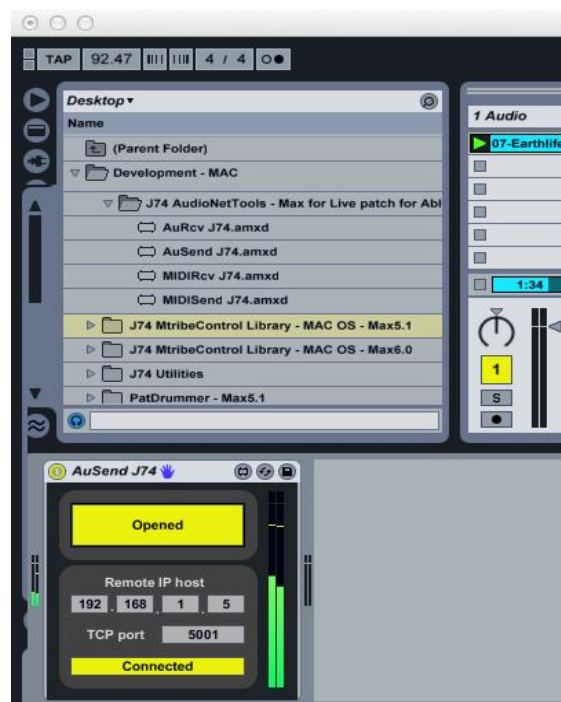 TAP 92.47 4 / 4
Desktop
Name
(Parent Folder)
Development - MAC
J74 AudioNetTools - Max for Live patch for Abl
AuRcv J74.amxd
AuSend J74.amxd
MIDIRcv J74.amxd
MIDISend J74.amxd
J74 MtribeControl Library - MAC OS - Max5.1
J74 MtribeControl Library - MAC OS - Max6.0
J74 Utilities
PatDrummer - Max5.1
1 Audio
07-Earthlife
1:34
1
S
AuSend J74
Opened
Remote IP host
192 . 168 . 1 . 5
TCP port 5001
Connected